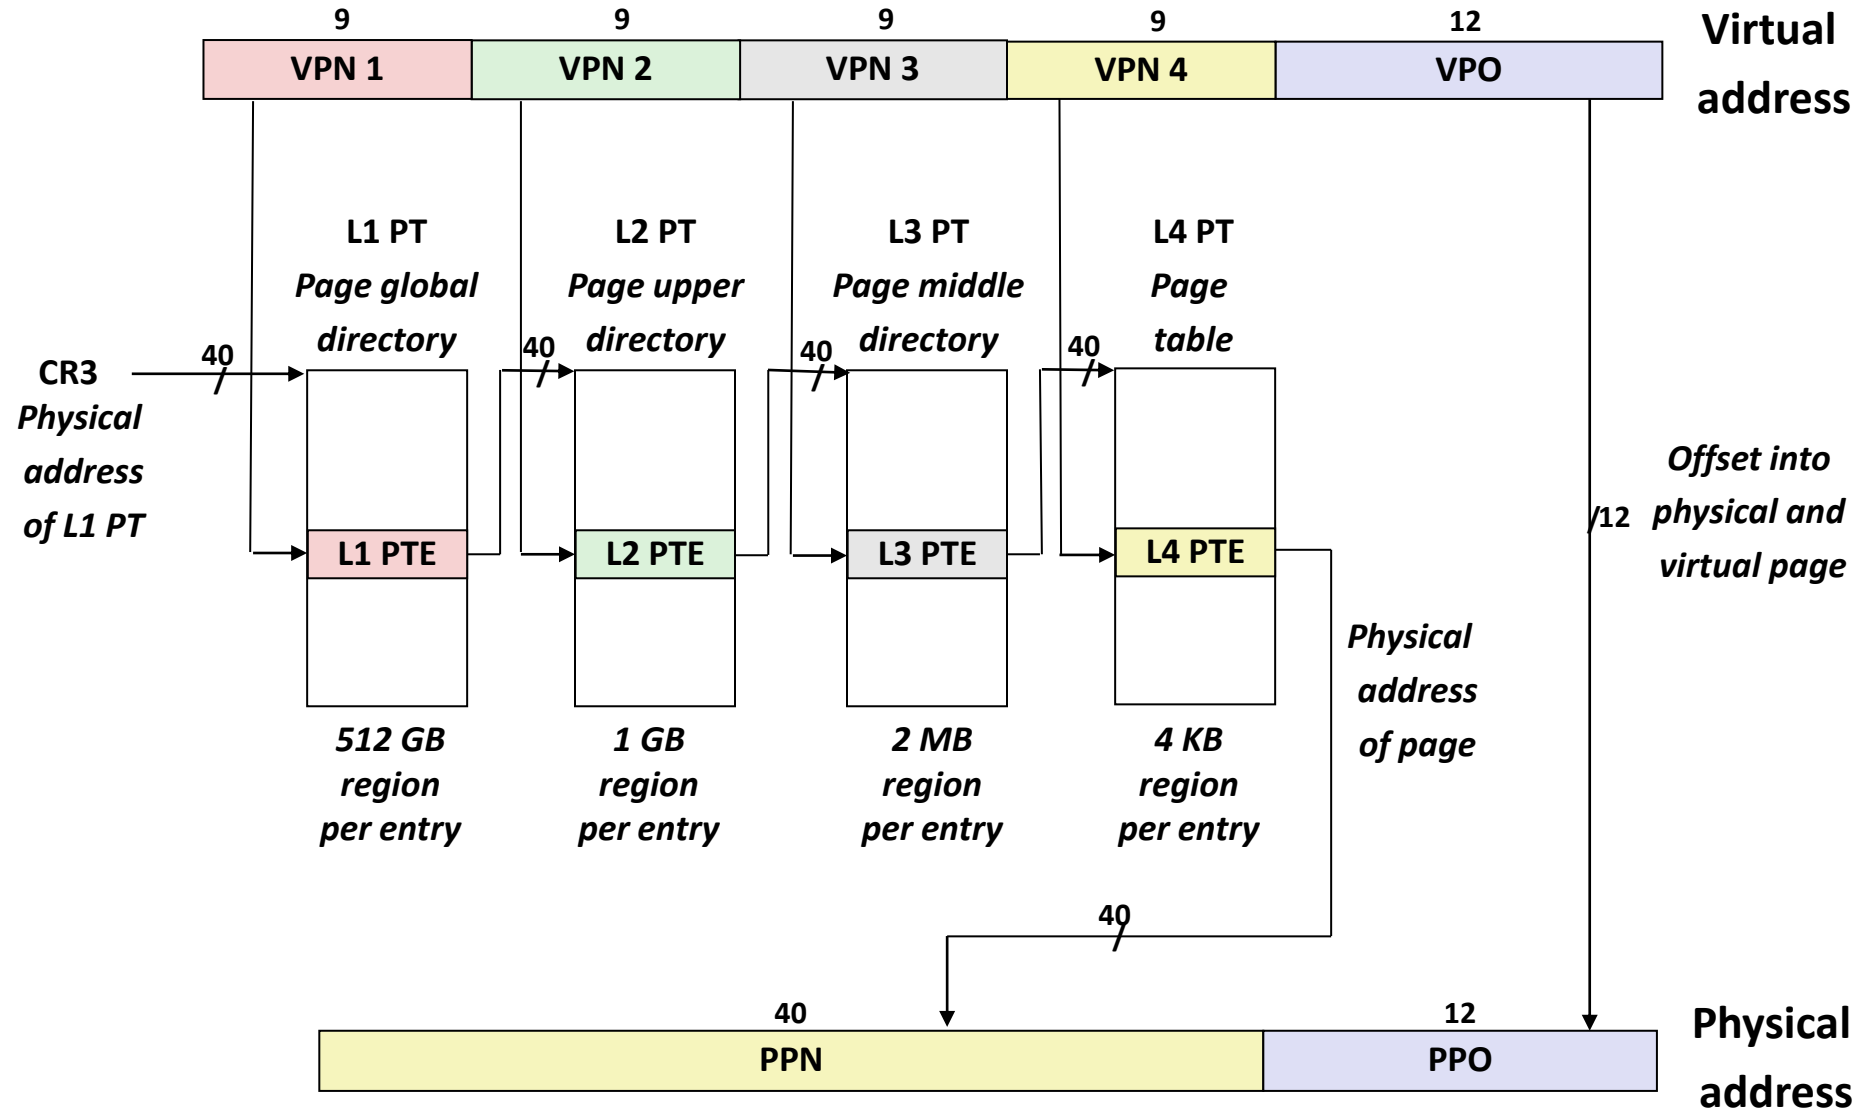 9 9 9 9 12
VPN 1 VPN 2 VPN 3 VPN 4 VPO
Virtual
address
L1 PT
Page global
directory
L2 PT
Page upper
directory
L3 PT
Page middle
directory
L4 PT
Page
table
CR3
Physical
address
of L1 PT
40
40
40
40
L1 PTE
L2 PTE
L3 PTE
L4 PTE
/12
Offset into
physical and
virtual page
512 GB
region
per entry
1 GB
region
per entry
2 MB
region
per entry
4 KB
region
per entry
Physical
address
of page
40
40 12
PPN PPO
Physical
address